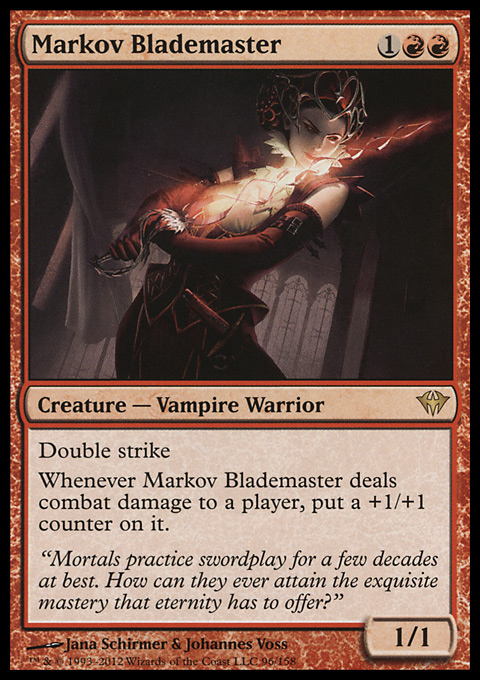 Markov Blademaster 1
Creature — Vampire Warrior
Double strike
Whenever Markov Blademaster deals
combat damage to a player, put a +1/+1
counter on it.
“Mortals practice swordplay for a few decades
at best. How can they ever attain the exquisite
mastery that eternity has to offer?”
Jana Schirmer & Johannes Voss
1/1
™ & © 1993–2012 Wizards of the Coast LLC 96/158